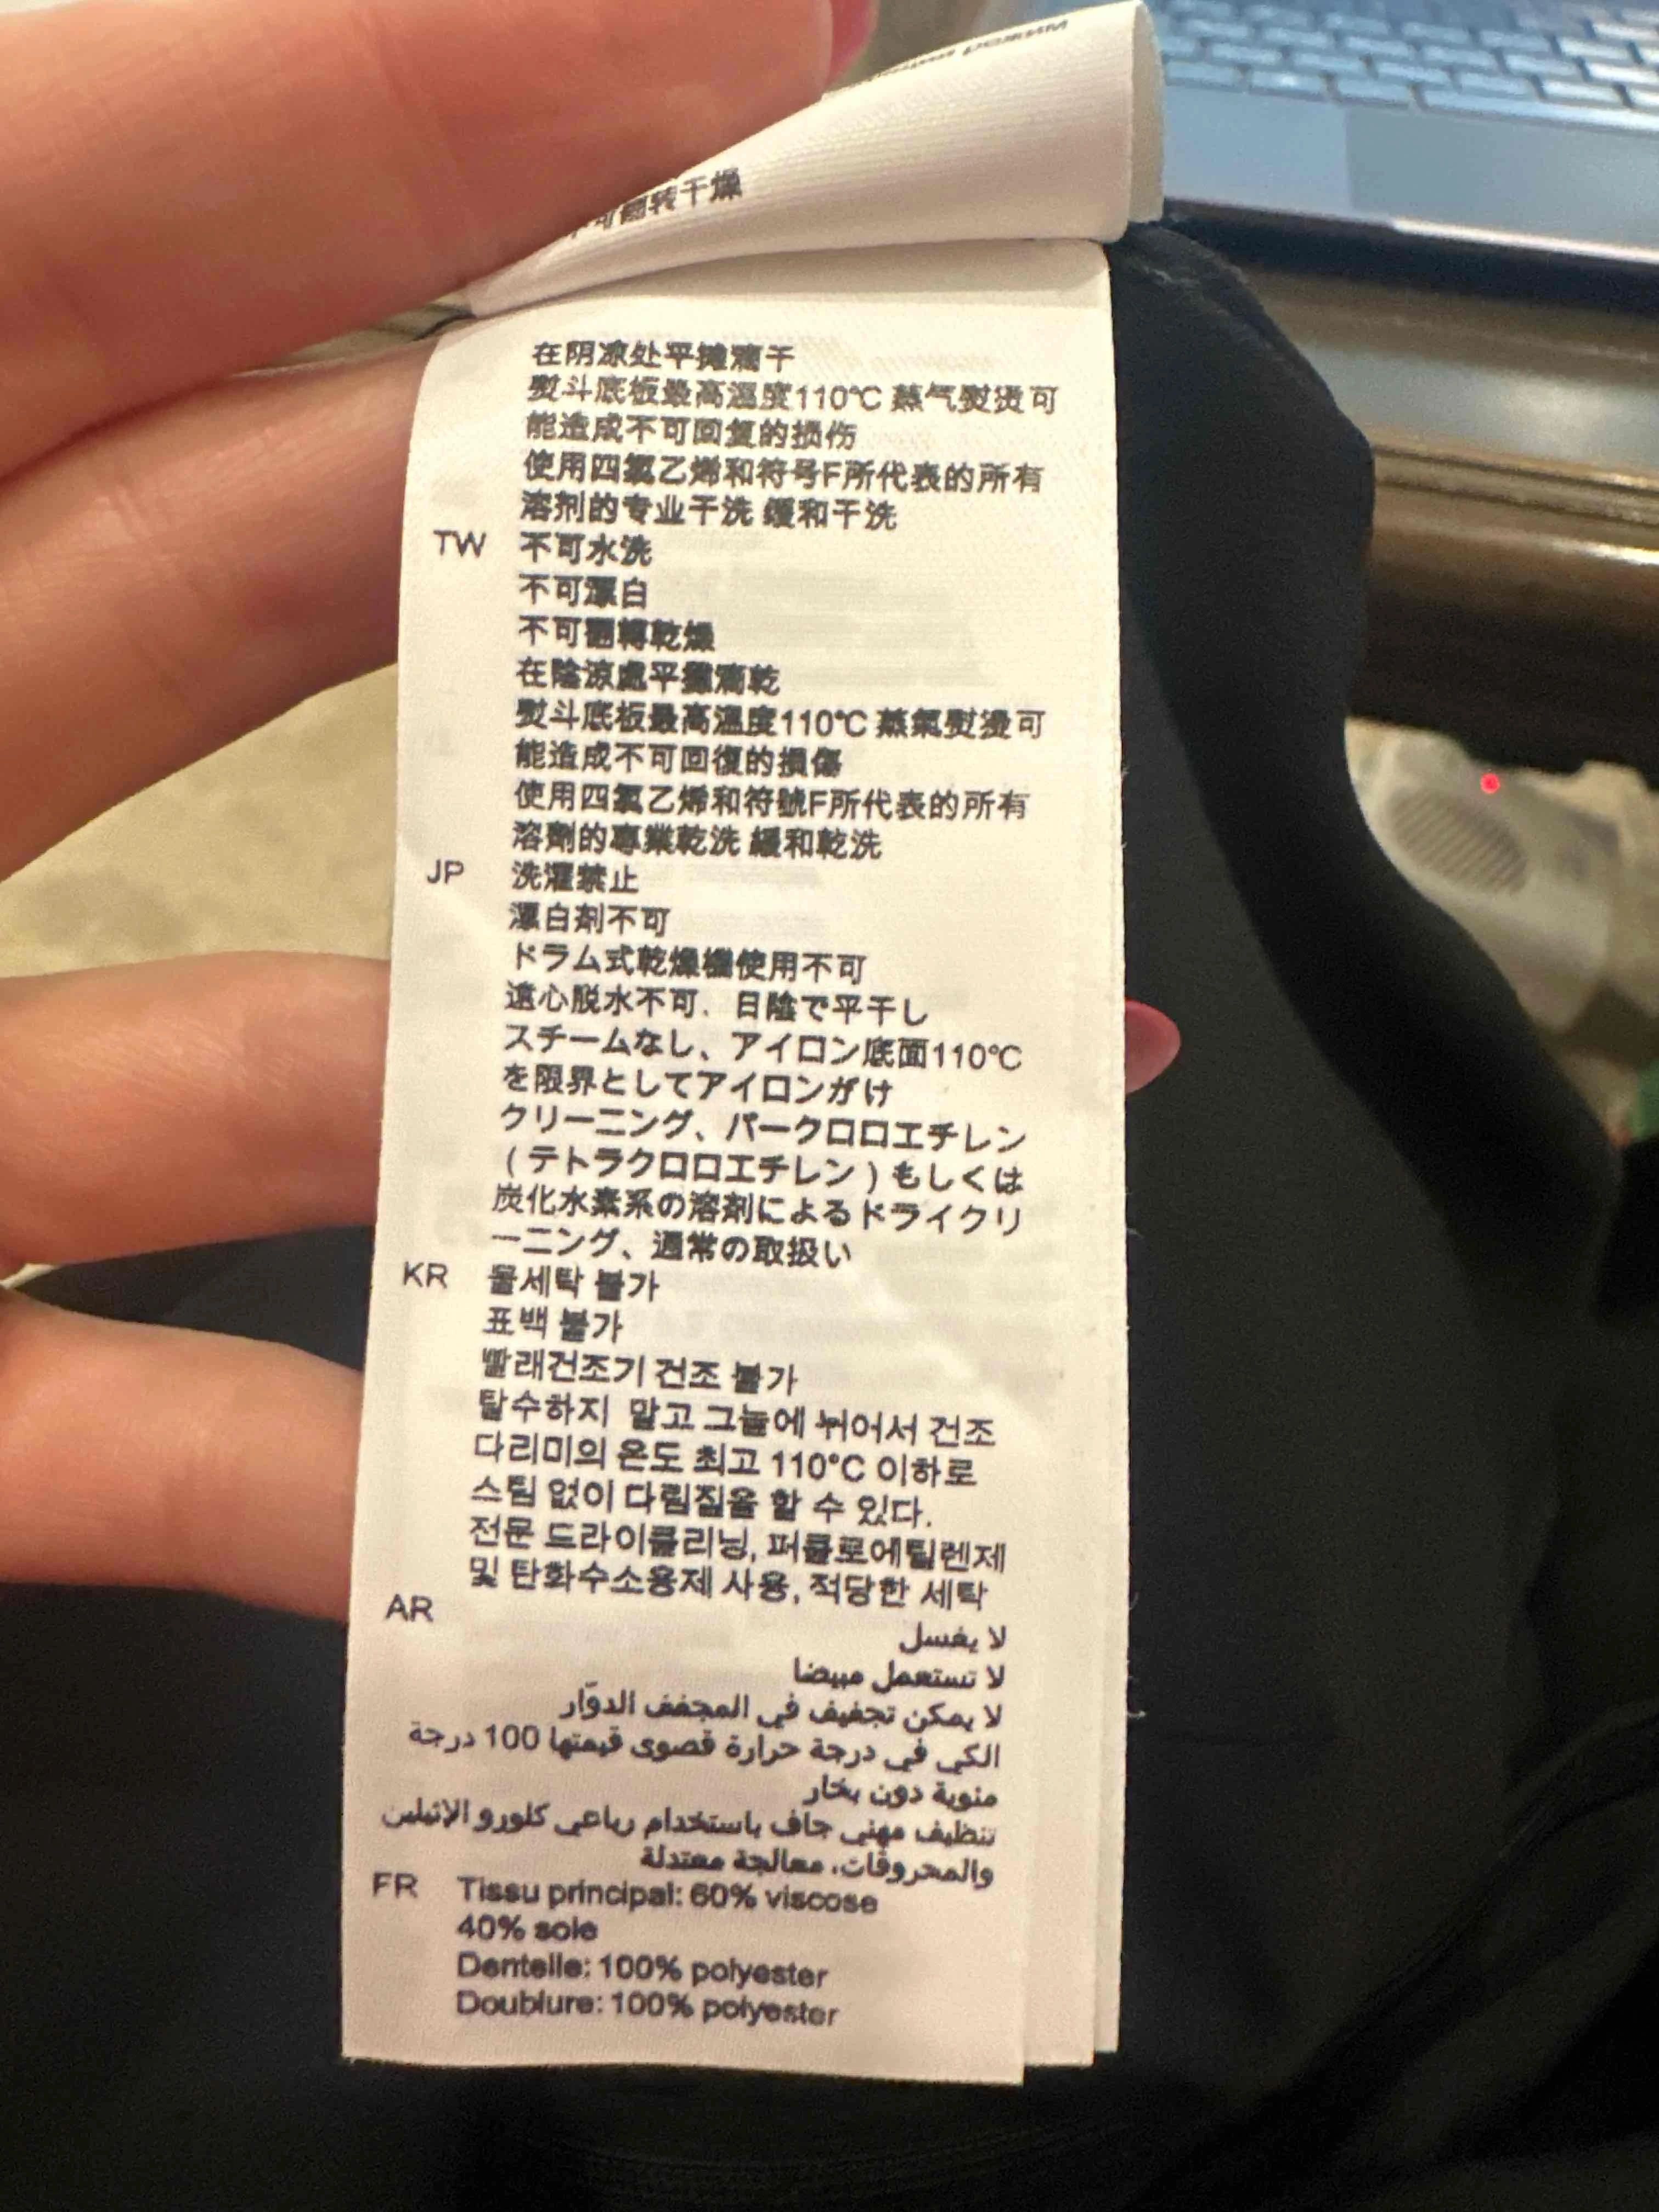 翻转干燥
在阴凉处平摊滴干
熨斗底板最高温度110℃ 蒸气熨烫可
能造成不可回复的损伤
使用四氯乙烯和符号F所代表的所有
溶剂的专业干洗 缓和干洗
TW 不可水洗
不可漂白
不可翻轉乾燥
在陰涼處平攤滴乾
熨斗底板最高溫度110℃ 蒸氣熨燙可
能造成不可回復的損傷
使用四氯乙烯和符號F所代表的所有
溶劑的專業乾洗 緩和乾洗
JP 洗濯禁止
漂白剤不可
ドラム式乾燥機使用不可
遠心脱水不可、日陰で平干し
スチームなし、アイロン底面110℃
を限界としてアイロンがけ
クリーニング、パークロロエチレン
(テトラクロロエチレン)もしくは
炭化水素系の溶剤によるドライクリ
ーニング、通常の取扱い
KR 물세탁 불가
표백 불가
빨래건조기 건조 불가
탈수하지 말고 그늘에 뉘어서 건조
다리미의 온도 최고 110°C 이하로
스팀 없이 다림질을 할 수 있다.
전문 드라이클리닝, 퍼클로에틸렌제
및 탄화수소용제 사용, 적당한 세탁
AR
لا يغسل
لا تستعمل مبيضا
لا يمكن تجفيف في المجفف الدوّار
الكي في درجة حرارة قصوى قيمتها 100 درجة
منوية دون بخار
تنظيف مهني جاف باستخدام رباعي كلورو الإثيلين
والمحروقات، معالجة معتدلة
FR Tissu principal: 60% viscose
40% soie
Dentelle: 100% polyester
Doublure: 100% polyester